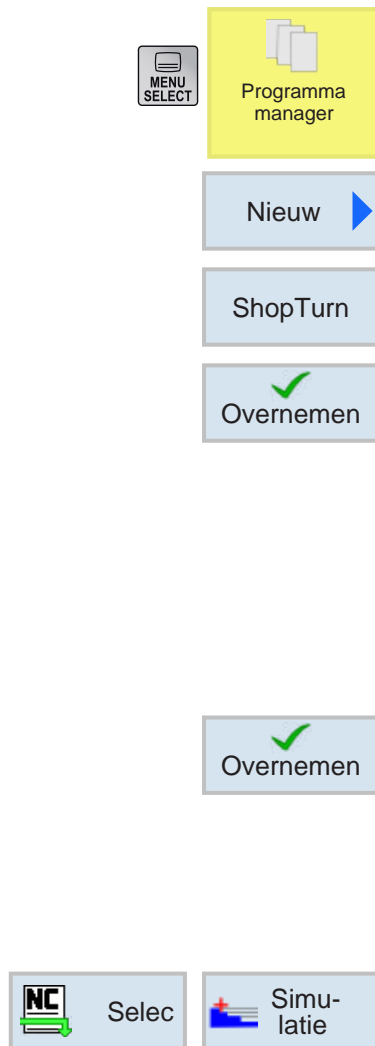 MENU
SELECT
Programma
manager
Nieuw
ShopTurn
Overnemen
Overnemen
NC
Selec
Simu-
latie